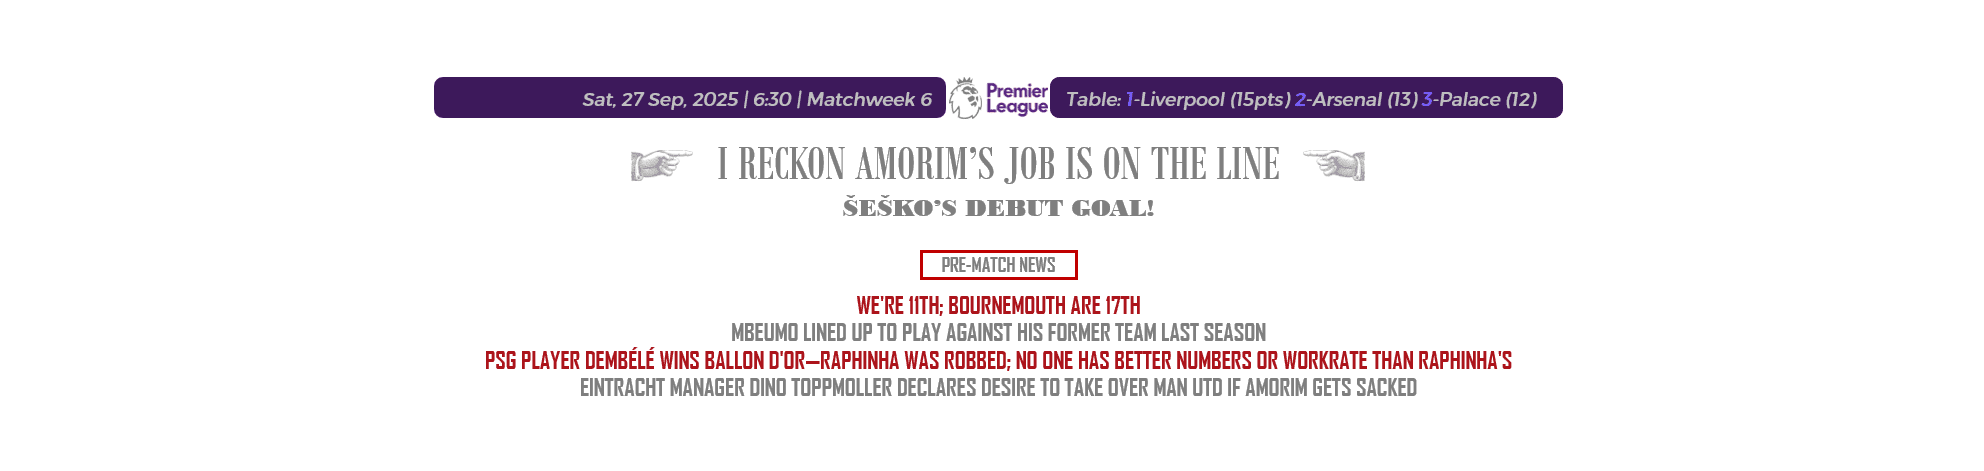 Sat, 27 Sep, 2025 | 6:30 | Matchweek 6
Premier League
Table: 1-Liverpool (15pts) 2-Arsenal (13) 3-Palace (12)
I RECKON AMORIM’S JOB IS ON THE LINE
ŠEŠKO’S DEBUT GOAL!
PRE-MATCH NEWS
WE'RE 11TH; BOURNEMOUTH ARE 17TH
MBEUMO LINED UP TO PLAY AGAINST HIS FORMER TEAM LAST SEASON
PSG PLAYER DEMBÉLÉ WINS BALLON D'OR—RAPHINHA WAS ROBBED; NO ONE HAS BETTER NUMBERS OR WORKRATE THAN RAPHINHA'S
EINTRACHT MANAGER DINO TOPPMOLLER DECLARES DESIRE TO TAKE OVER MAN UTD IF AMORIM GETS SACKED